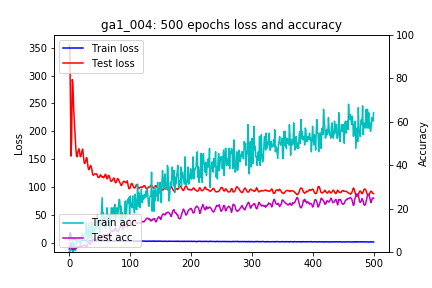 ga1_004: 500 epochs loss and accuracy
Train loss
Test loss
Train acc
Test acc
Loss
350
300
250
200
150
100
50
0
Accuracy
100
80
60
40
20
0
0 100 200 300 400 500